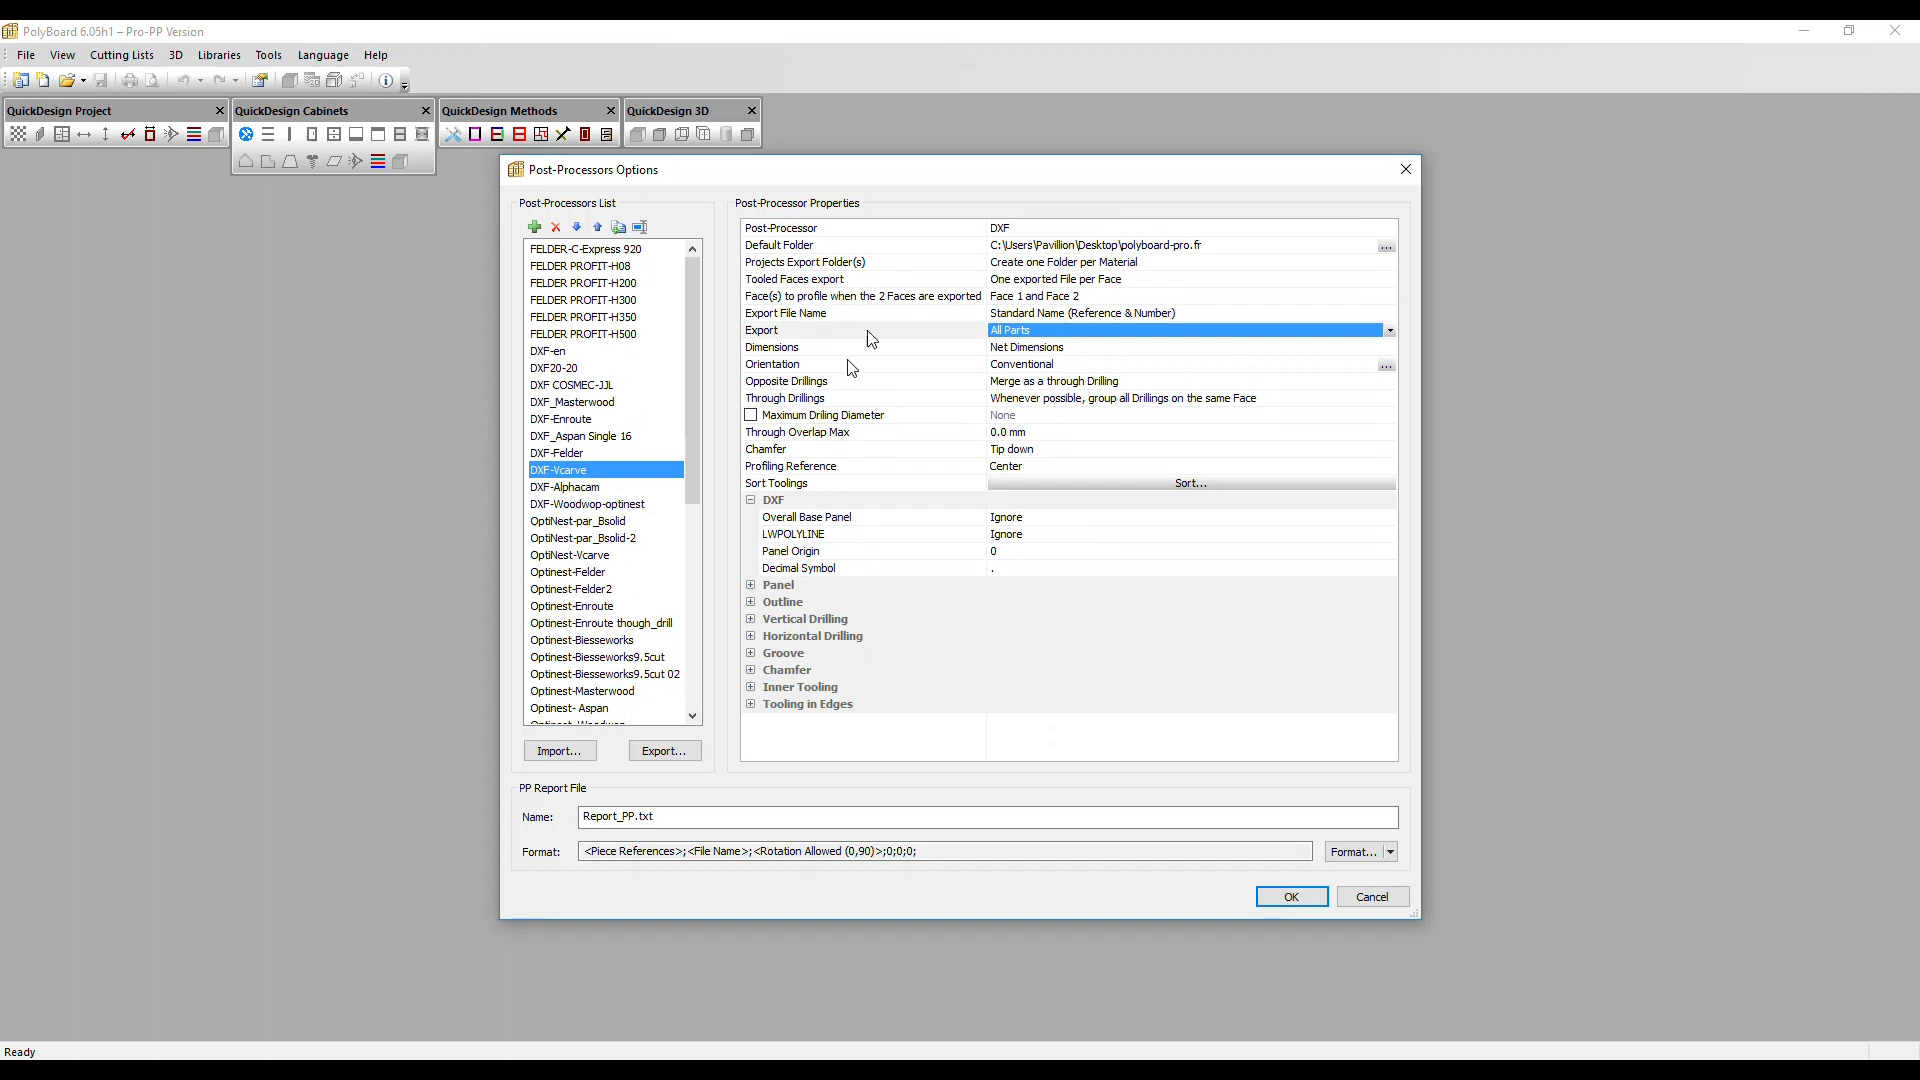 PolyBoard 6.05h1 – Pro-PP Version
File View Cutting Lists 3D Libraries Tools Language Help
QuickDesign Project QuickDesign Cabinets QuickDesign Methods QuickDesign 3D
Post-Processors Options
Post-Processors List
FELDER-C-Express 920
FELDER PROFIT-H08
FELDER PROFIT-H200
FELDER PROFIT-H300
FELDER PROFIT-H350
FELDER PROFIT-H500
DXF-en
DXF20-20
DXF COSMEC-JJL
DXF_Masterwood
DXF-Enroute
DXF_Aspan Single 16
DXF-Felder
DXF-Vcarve
DXF-Alphacam
DXF-Woodwop-optinest
OptiNest-par_Bsolid
OptiNest-par_Bsolid-2
OptiNest-Vcarve
Optinest-Felder
Optinest-Felder2
Optinest-Enroute
Optinest-Enroute though_drill
Optinest-Biesseworks
Optinest-Biesseworks9.5cut
Optinest-Biesseworks9.5cut 02
Optinest-Masterwood
Optinest- Aspan
Import... Export...
Post-Processor Properties
Post-Processor DXF
Default Folder C:\Users\Pavillion\Desktop\polyboard-pro.fr ...
Projects Export Folder(s) Create one Folder per Material
Tooled Faces export One exported File per Face
Face(s) to profile when the 2 Faces are exported Face 1 and Face 2
Export File Name Standard Name (Reference & Number)
Export All Parts
Dimensions Net Dimensions
Orientation Conventional ...
Opposite Drillings Merge as a through Drilling
Through Drillings Whenever possible, group all Drillings on the same Face
Maximum Driling Diameter None
Through Overlap Max 0.0 mm
Chamfer Tip down
Profiling Reference Center
Sort Toolings Sort...
DXF
Overall Base Panel Ignore
LWPOLYLINE Ignore
Panel Origin 0
Decimal Symbol .
Panel
Outline
Vertical Drilling
Horizontal Drilling
Groove
Chamfer
Inner Tooling
Tooling in Edges
PP Report File
Name: Report_PP.txt
Format: <Piece References>;<File Name>;<Rotation Allowed (0,90)>;0;0;0; Format...
OK Cancel
Ready